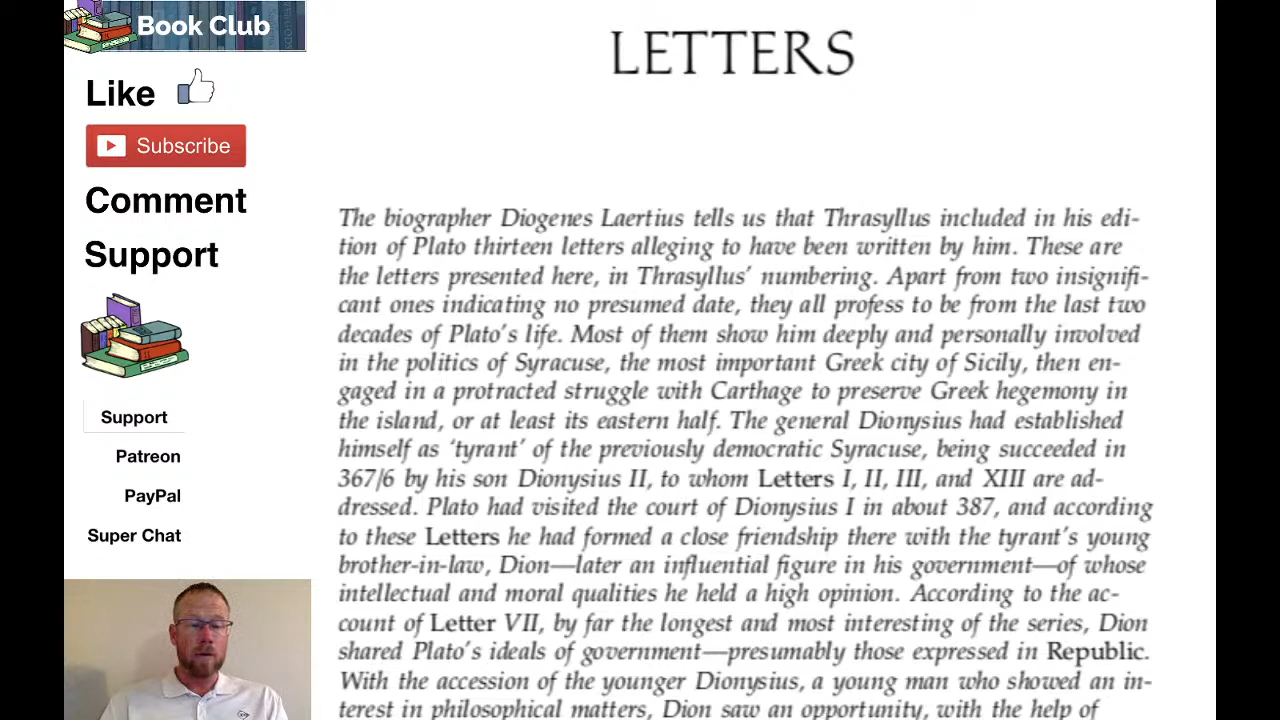 Book Club
Like
Subscribe
Comment
Support
Support
Patreon
PayPal
Super Chat
LETTERS
The biographer Diogenes Laertius tells us that Thrasyllus included in his edi-
tion of Plato thirteen letters alleging to have been written by him. These are
the letters presented here, in Thrasyllus' numbering. Apart from two insignifi-
cant ones indicating no presumed date, they all profess to be from the last two
decades of Plato's life. Most of them show him deeply and personally involved
in the politics of Syracuse, the most important Greek city of Sicily, then en-
gaged in a protracted struggle with Carthage to preserve Greek hegemony in
the island, or at least its eastern half. The general Dionysius had established
himself as 'tyrant' of the previously democratic Syracuse, being succeeded in
367/6 by his son Dionysius II, to whom Letters I, II, III, and XIII are ad-
dressed. Plato had visited the court of Dionysius I in about 387, and according
to these Letters he had formed a close friendship there with the tyrant's young
brother-in-law, Dion—later an influential figure in his government—of whose
intellectual and moral qualities he held a high opinion. According to the ac-
count of Letter VII, by far the longest and most interesting of the series, Dion
shared Plato's ideals of government—presumably those expressed in Republic.
With the accession of the younger Dionysius, a young man who showed an in-
terest in philosophical matters, Dion saw an opportunity, with the help of